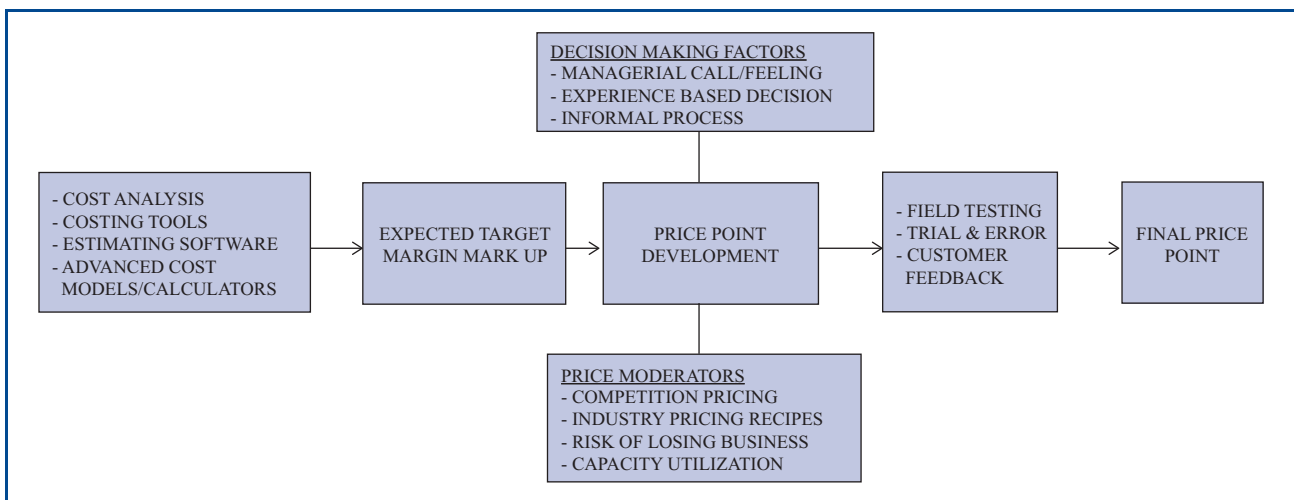 DECISION MAKING FACTORS
- MANAGERIAL CALL/FEELING
- EXPERIENCE BASED DECISION
- INFORMAL PROCESS
- COST ANALYSIS
- COSTING TOOLS
- ESTIMATING SOFTWARE
- ADVANCED COST
MODELS/CALCULATORS
EXPECTED TARGET
MARGIN MARK UP
PRICE POINT
DEVELOPMENT
- FIELD TESTING
- TRIAL & ERROR
- CUSTOMER
FEEDBACK
FINAL PRICE
POINT
PRICE MODERATORS
- COMPETITION PRICING
- INDUSTRY PRICING RECIPES
- RISK OF LOSING BUSINESS
- CAPACITY UTILIZATION